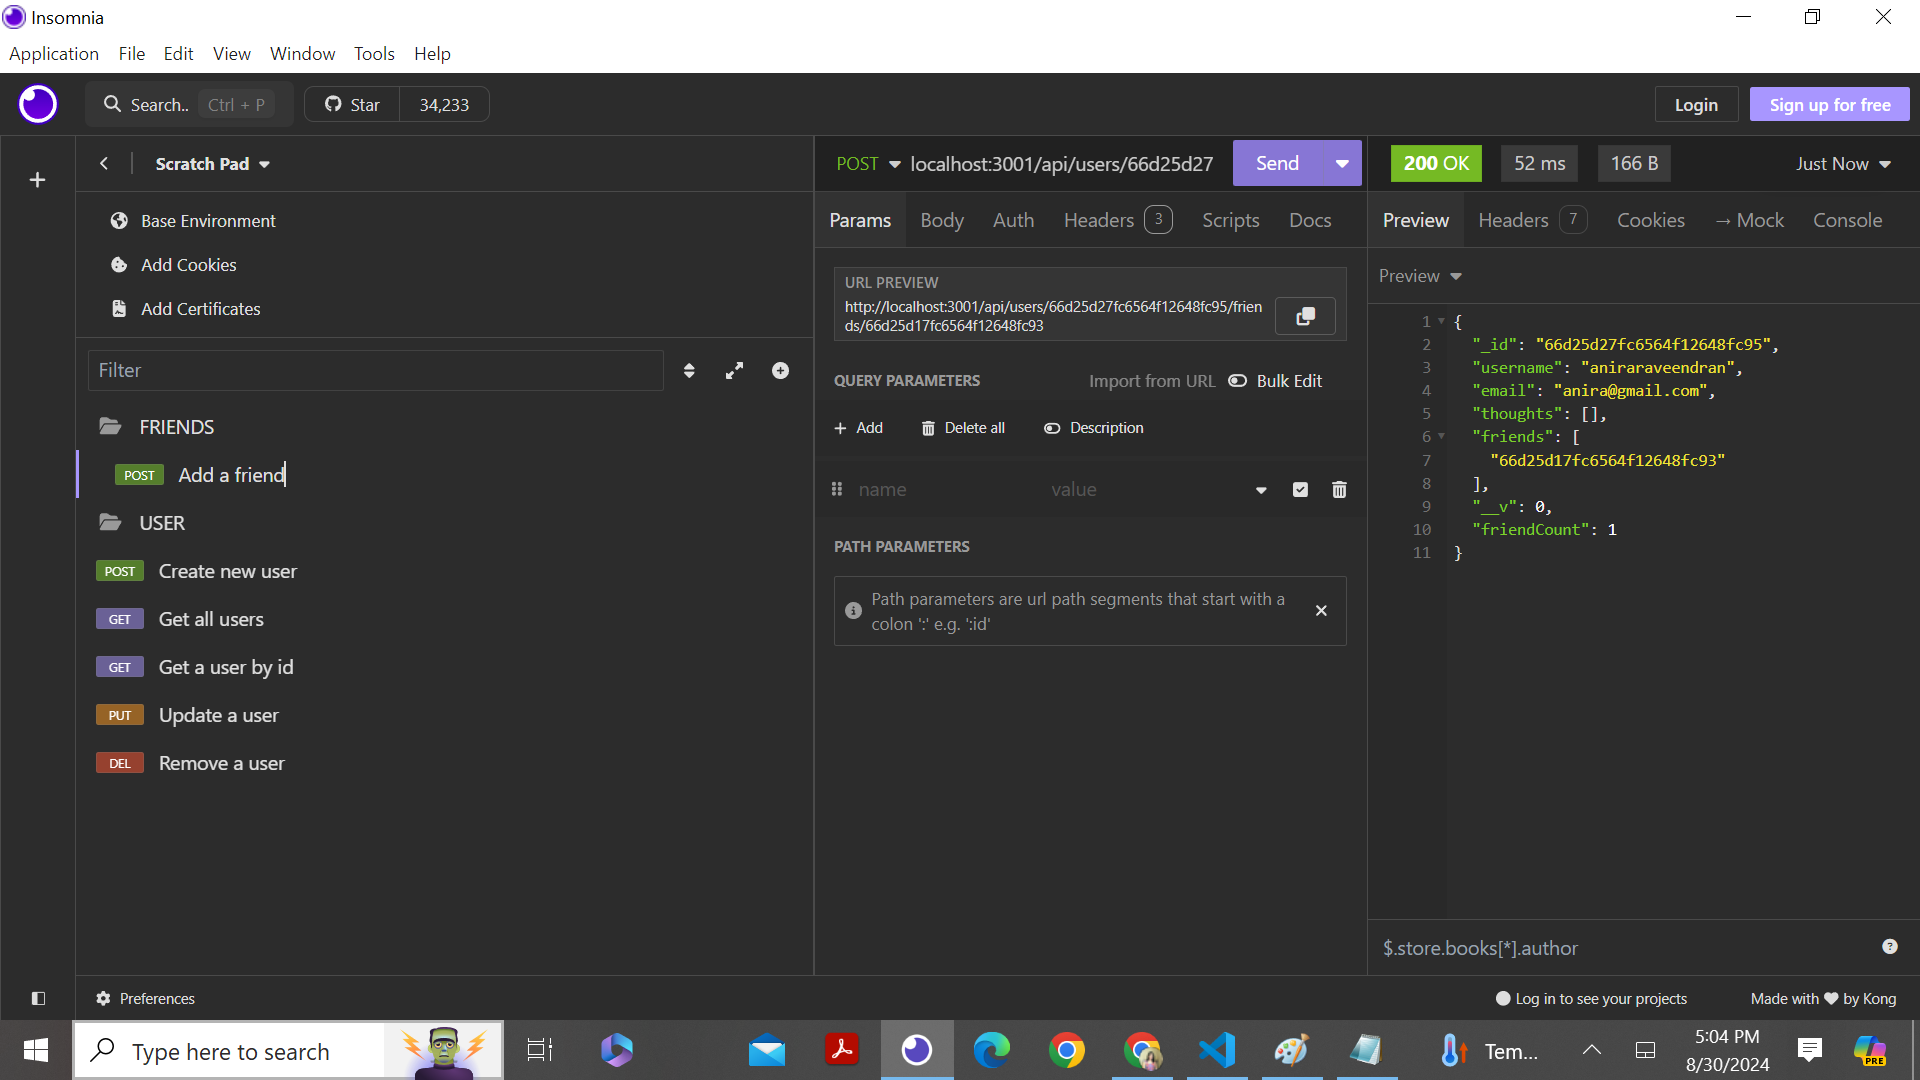 Insomnia
Application File Edit View Window Tools Help
Search.. Ctrl + P Star 34,233 Login Sign up for free
Scratch Pad
Base Environment
Add Cookies
Add Certificates
Filter
FRIENDS
POST Add a friend
USER
POST Create new user
GET Get all users
GET Get a user by id
PUT Update a user
DEL Remove a user
POST localhost:3001/api/users/66d25d27 Send
Params Body Auth Headers 3 Scripts Docs
URL PREVIEW
http://localhost:3001/api/users/66d25d27fc6564f12648fc95/frien
ds/66d25d17fc6564f12648fc93
QUERY PARAMETERS Import from URL Bulk Edit
+ Add Delete all Description
name value
PATH PARAMETERS
Path parameters are url path segments that start with a
colon ':' e.g. ':id'
200 OK 52 ms 166 B Just Now
Preview Headers 7 Cookies → Mock Console
Preview
1 {
2 "_id": "66d25d27fc6564f12648fc95",
3 "username": "aniraraveendran",
4 "email": "anira@gmail.com",
5 "thoughts": [],
6 "friends": [
7 "66d25d17fc6564f12648fc93"
8 ],
9 "__v": 0,
10 "friendCount": 1
11 }
$.store.books[*].author
Preferences Log in to see your projects Made with ♥ by Kong
Type here to search Tem... 5:04 PM
8/30/2024
PRE